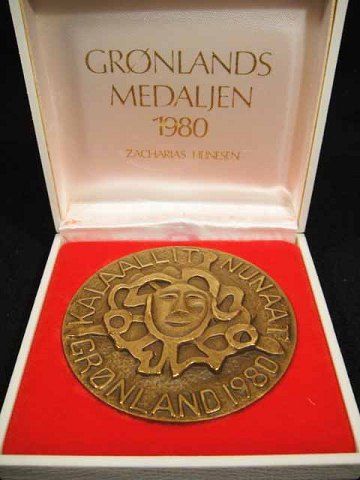 GRØNLANDS
MEDALJEN
1980
ZACHARIAS HEINESEN
KALAALLIT NUNAAT
GRØNLAND 1980